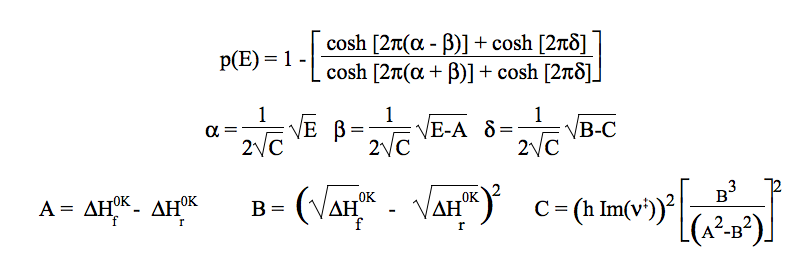 p(E) = 1 - [ (cosh [2π(α - β)] + cosh [2πδ]) / (cosh [2π(α + β)] + cosh [2πδ]) ]
α = 1/(2√C) √E β = 1/(2√C) √(E-A) δ = 1/(2√C) √(B-C)
A = ΔH_f^0K - ΔH_r^0K B = (√ΔH_f^0K - √ΔH_r^0K)^2 C = (h Im(ν‡))^2 [ B^3 / (A^2-B^2) ]^2